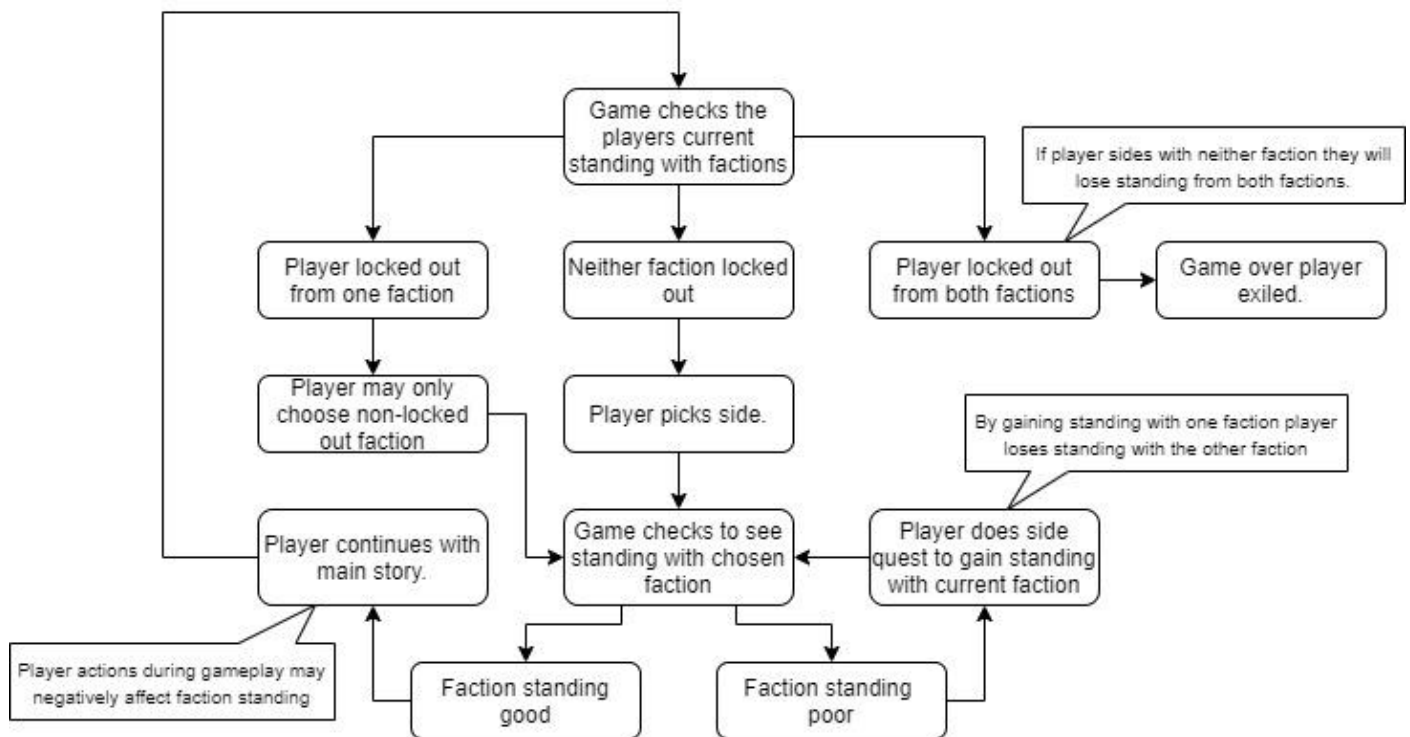 Game checks the
players current
standing with factions
If player sides with neither faction they will
lose standing from both factions.
Player locked out
from one faction
Neither faction locked
out
Player locked out
from both factions
Game over player
exiled.
Player may only
choose non-locked
out faction
Player picks side.
By gaining standing with one faction player
loses standing with the other faction
Player continues with
main story.
Game checks to see
standing with chosen
faction
Player does side
quest to gain standing
with current faction
Player actions during gameplay may
negatively affect faction standing
Faction standing
good
Faction standing
poor